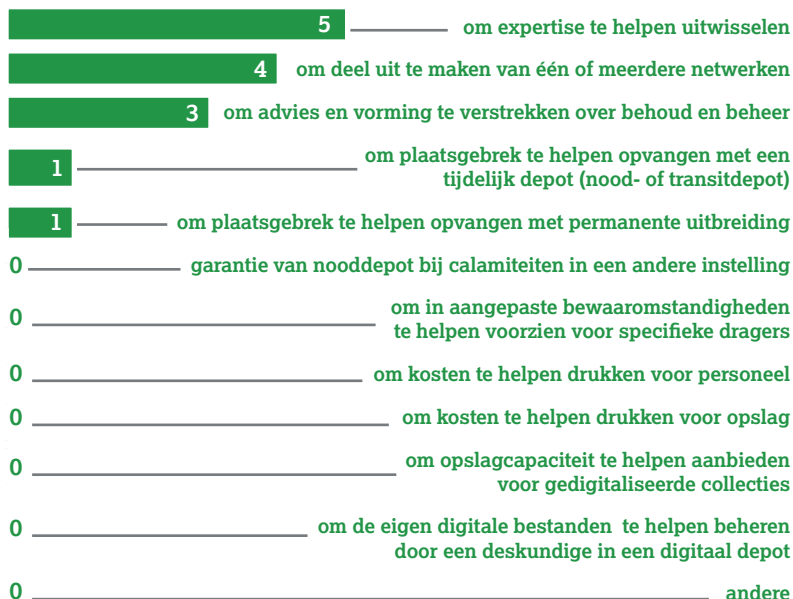 5 om expertise te helpen uitwisselen
4 om deel uit te maken van één of meerdere netwerken
3 om advies en vorming te verstrekken over behoud en beheer
1 om plaatsgebrek te helpen opvangen met een
tijdelijk depot (nood- of transitdepot)
1 om plaatsgebrek te helpen opvangen met permanente uitbreiding
0 garantie van nooddepot bij calamiteiten in een andere instelling
0 om in aangepaste bewaaromstandigheden
te helpen voorzien voor specifieke dragers
0 om kosten te helpen drukken voor personeel
0 om kosten te helpen drukken voor opslag
0 om opslagcapaciteit te helpen aanbieden
voor gedigitaliseerde collecties
0 om de eigen digitale bestanden te helpen beheren
door een deskundige in een digitaal depot
0 andere